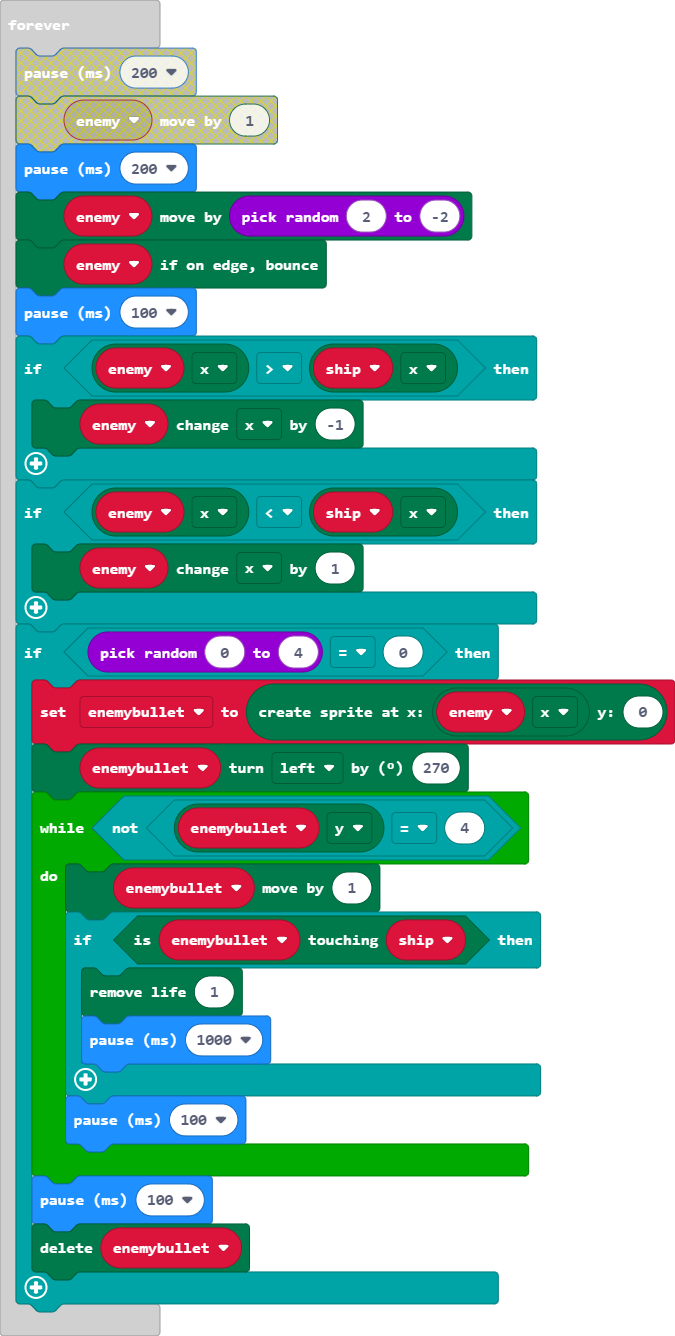 forever
pause (ms) 200
enemy move by 1
pause (ms) 200
enemy move by pick random 2 to -2
enemy if on edge, bounce
pause (ms) 100
if enemy x > ship x then
enemy change x by -1
if enemy x < ship x then
enemy change x by 1
if pick random 0 to 4 = 0 then
set enemybullet to create sprite at x: enemy x y: 0
enemybullet turn left by (º) 270
while not enemybullet y = 4
do
enemybullet move by 1
if is enemybullet touching ship then
remove life 1
pause (ms) 1000
pause (ms) 100
pause (ms) 100
delete enemybullet